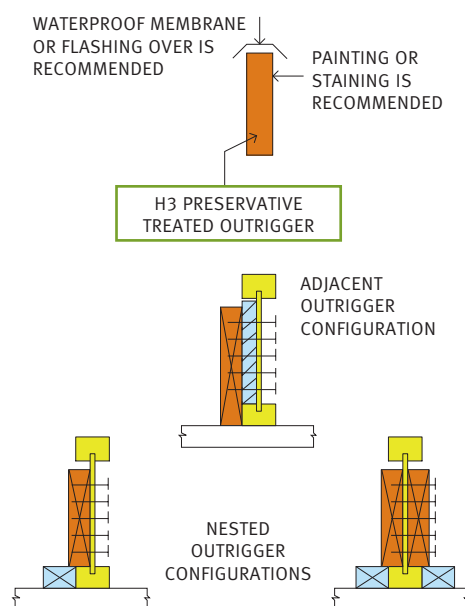 WATERPROOF MEMBRANE
OR FLASHING OVER IS
RECOMMENDED
PAINTING OR
STAINING IS
RECOMMENDED
H3 PRESERVATIVE
TREATED OUTRIGGER
ADJACENT
OUTRIGGER
CONFIGURATION
NESTED
OUTRIGGER
CONFIGURATIONS